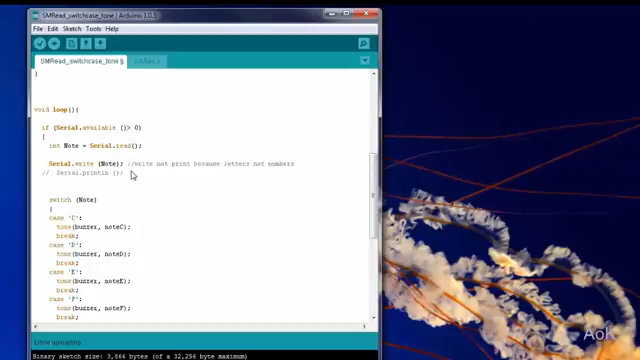 SMRead_switchcase_tone | Arduino 1.0.5
File Edit Sketch Tools Help
SMRead_switchcase_tone §
}
void loop(){
if (Serial.available ()> 0)
{
int Note = Serial.read();
Serial.write (Note); //write not print because letters not numbers
// Serial.println ();
switch (Note)
{
case 'C':
tone(buzzer, noteC);
break;
case 'D':
tone(buzzer, noteD);
break;
case 'E':
tone(buzzer, noteE);
break;
case 'F':
tone(buzzer, noteF);
break;
Done uploading.
Binary sketch size: 3,864 bytes (of a 32,256 byte maximum)
AoK